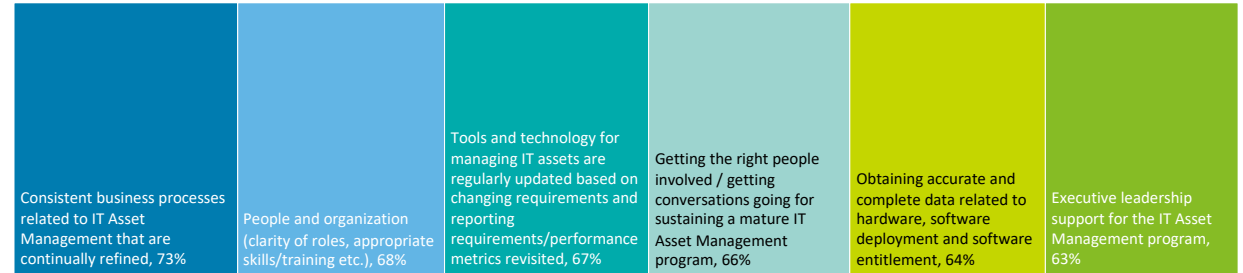 Consistent business processes
related to IT Asset
Management that are
continually refined, 73%
People and organization
(clarity of roles, appropriate
skills/training etc.), 68%
Tools and technology for
managing IT assets are
regularly updated based on
changing requirements and
reporting
requirements/performance
metrics revisited, 67%
Getting the right people
involved / getting
conversations going for
sustaining a mature IT
Asset Management
program, 66%
Obtaining accurate and
complete data related to
hardware, software
deployment and software
entitlement, 64%
Executive leadership
support for the IT Asset
Management program,
63%